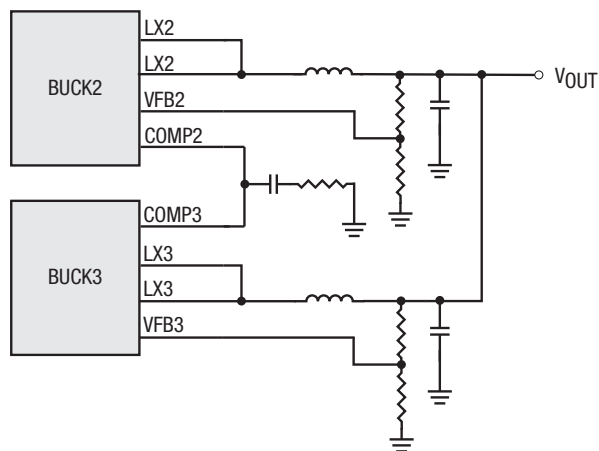 LX2
LX2
BUCK2
VFB2
COMP2
VOUT
COMP3
LX3
BUCK3
LX3
VFB3